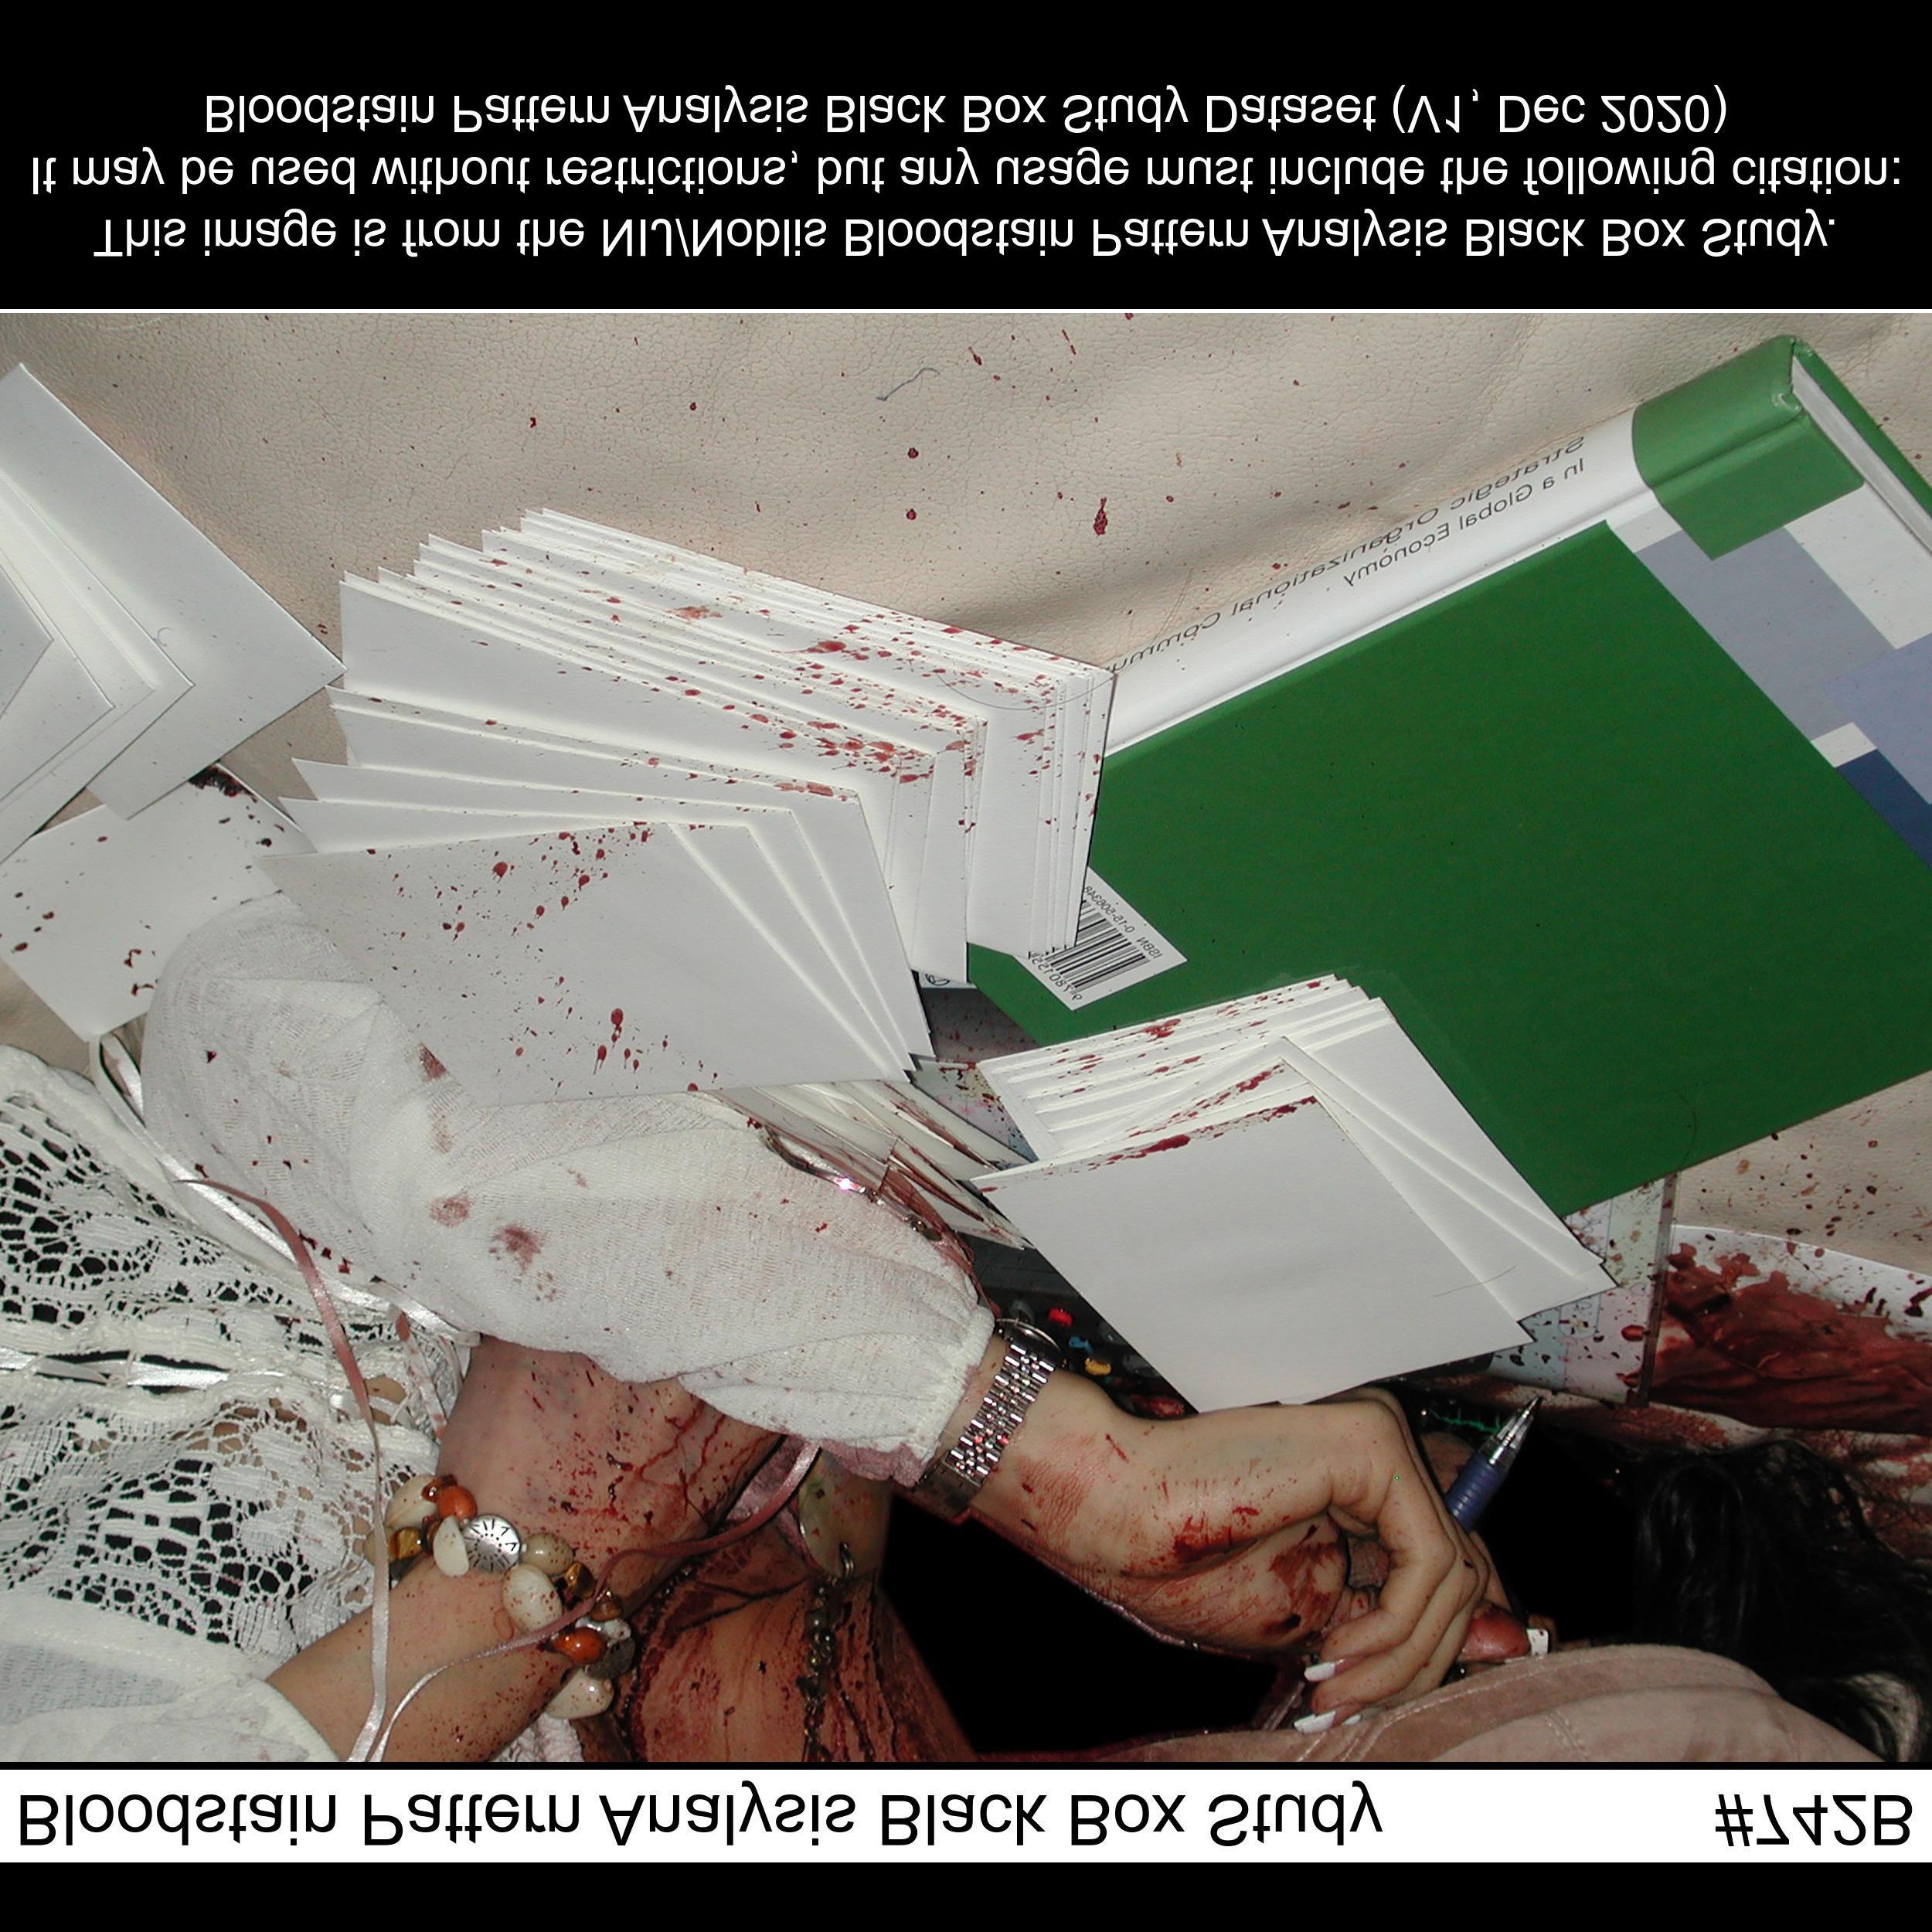 Bloodstain Pattern Analysis Black Box Study #742B
ISBN
Strategic Organizational
In a Global Economy
This image is from the NIJ/Noblis Bloodstain Pattern Analysis Black Box Study.
It may be used without restrictions, but any usage must include the following citation:
Bloodstain Pattern Analysis Black Box Study Dataset (V1, Dec 2020)